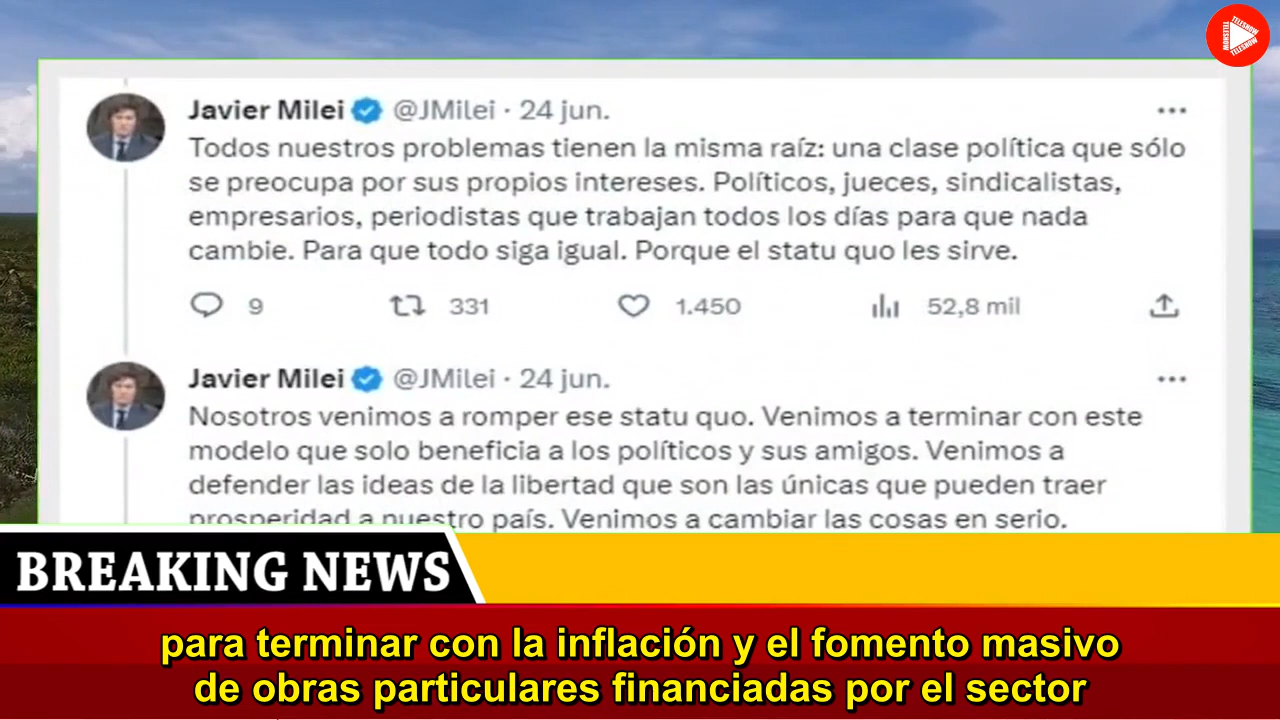 TELESHOW
TELESHOW
TELESHOW
Javier Milei @JMilei · 24 jun.
Todos nuestros problemas tienen la misma raíz: una clase política que sólo
se preocupa por sus propios intereses. Políticos, jueces, sindicalistas,
empresarios, periodistas que trabajan todos los días para que nada
cambie. Para que todo siga igual. Porque el statu quo les sirve.
9 331 1.450 52,8 mil
Javier Milei @JMilei · 24 jun.
Nosotros venimos a romper ese statu quo. Venimos a terminar con este
modelo que solo beneficia a los políticos y sus amigos. Venimos a
defender las ideas de la libertad que son las únicas que pueden traer
prosperidad a nuestro país. Venimos a cambiar las cosas en serio.
BREAKING NEWS
para terminar con la inflación y el fomento masivo
de obras particulares financiadas por el sector